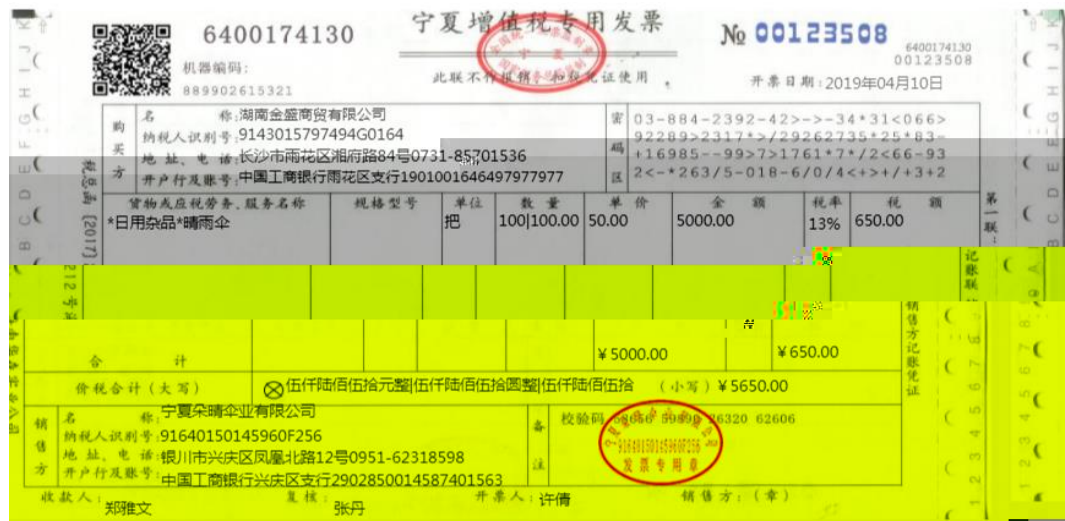 6400174130
宁夏增值税专用发票
№ 00123508
6400174130
00123508
机器编码:
889902615321
此联不作报销、扣税凭证使用
开票日期:2019年04月10日
购买方
名 称:湖南金盛商贸有限公司
纳税人识别号:9143015797494G0164
地 址、电 话:长沙市雨花区湘府路84号0731-85701536
开户行及账号:中国工商银行雨花区支行1901001646497977977
密码区
03-884-2392-42>->-34*31<066>
92289>2317*>/29262735*25*83-
+16985--99>7>1761*7*/2<66-93
2<-*263/5-018-6/0/4<+>+/+3+2
货物或应税劳务、服务名称 规格型号 单位 数 量 单 价 金 额 税率 税 额
*日用杂品*晴雨伞 把 100|100.00 50.00 5000.00 13% 650.00
合 计 ¥5000.00 ¥650.00
价税合计(大写) 伍仟陆佰伍拾元整|伍仟陆佰伍拾圆整|伍仟陆佰伍拾 (小写)¥5650.00
销售方
名 称:宁夏朵晴伞业有限公司
纳税人识别号:91640150145960F256
地 址、电 话:银川市兴庆区凤凰北路12号0951-62318598
开户行及账号:中国工商银行兴庆区支行2902850014587401563
备注
校验码 58656 59890 26320 62606
91640150145960F256
发票专用章
收款人:郑雅文 复核:张丹 开票人:许倩 销售方:(章)
第一联:
记账联
销售方记账凭证